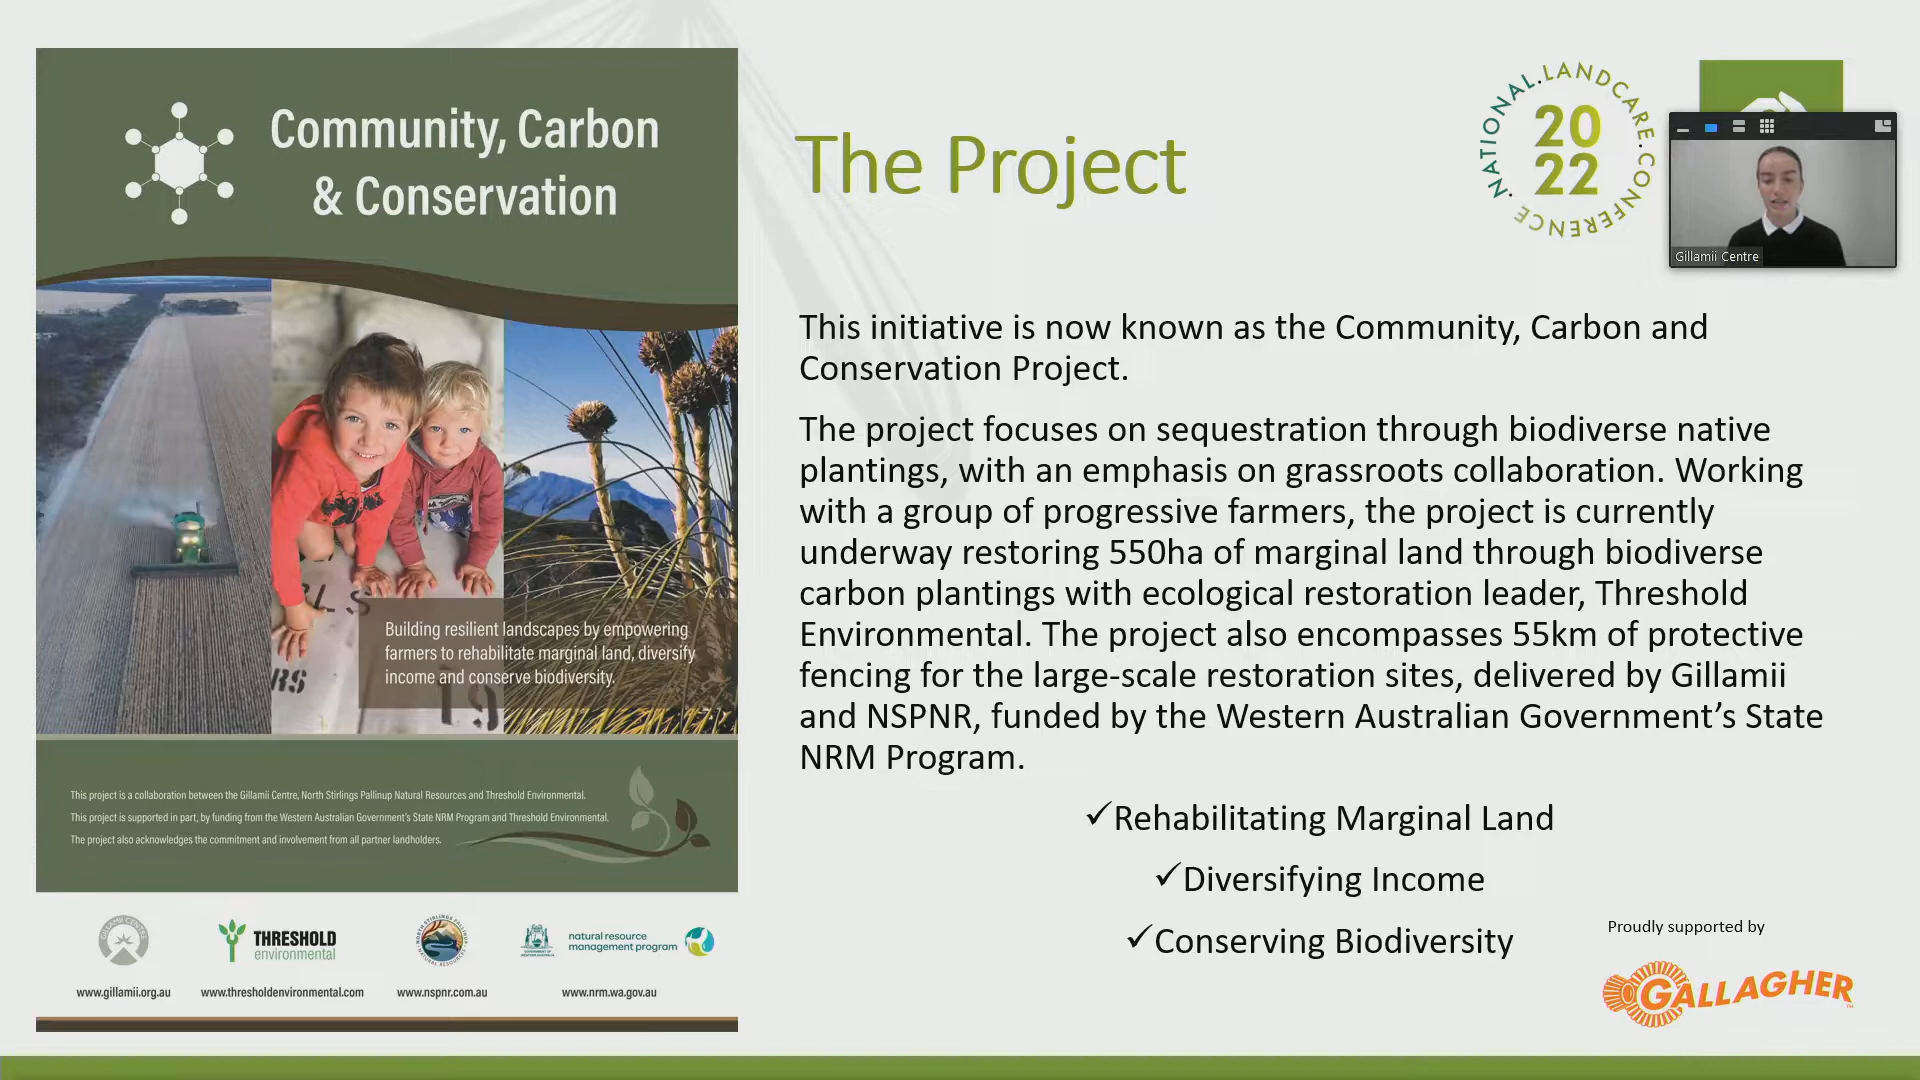 Community, Carbon
& Conservation
Building resilient landscapes by empowering
farmers to rehabilitate marginal land, diversify
income and conserve biodiversity.
This project is a collaboration between the Gillamii Centre, North Stirlings Pallinup Natural Resources and Threshold Environmental.
This project is supported in part, by funding from the Western Australian Government's State NRM Program and Threshold Environmental.
The project also acknowledges the commitment and involvement from all partner landholders.
THRESHOLD
environmental
natural resource
management program
www.gillamii.org.au
www.thresholdenvironmental.com
www.nspnr.com.au
www.nrm.wa.gov.au
The Project
NATIONAL.LANDCARE.CONFERENCE
20
22
Gillamii Centre
This initiative is now known as the Community, Carbon and
Conservation Project.
The project focuses on sequestration through biodiverse native
plantings, with an emphasis on grassroots collaboration. Working
with a group of progressive farmers, the project is currently
underway restoring 550ha of marginal land through biodiverse
carbon plantings with ecological restoration leader, Threshold
Environmental. The project also encompasses 55km of protective
fencing for the large-scale restoration sites, delivered by Gillamii
and NSPNR, funded by the Western Australian Government’s State
NRM Program.
✓Rehabilitating Marginal Land
✓Diversifying Income
✓Conserving Biodiversity
Proudly supported by
GALLAGHER